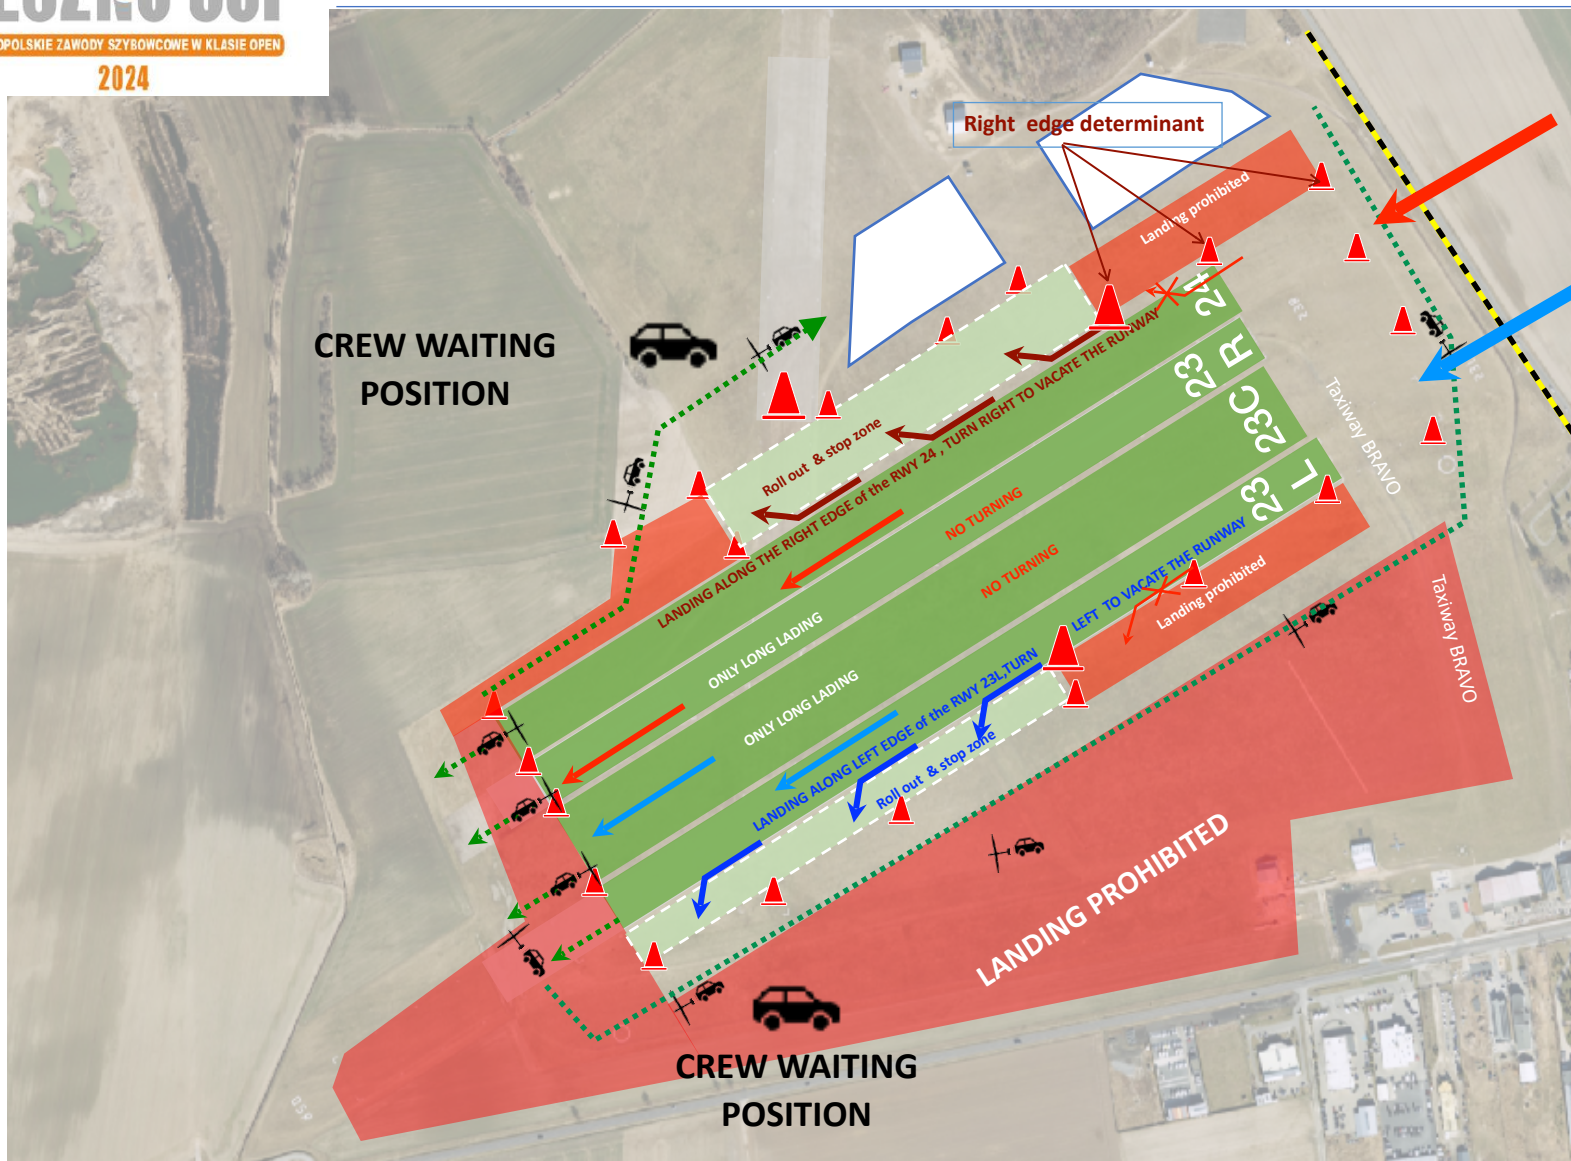 OPOLSKIE ZAWODY SZYBOWCOWE W KLASIE OPEN
2024
Right edge determinant
Landing prohibited
24
CREW WAITING
POSITION
23 R
23C
23 L
Taxiway BRAVO
Roll out & stop zone
LANDING ALONG THE RIGHT EDGE of the RWY 24 , TURN RIGHT TO VACATE THE RUNWAY
NO TURNING
NO TURNING
ONLY LONG LADING
ONLY LONG LADING
LANDING ALONG LEFT EDGE of the RWY 23L,TURN LEFT TO VACATE THE RUNWAY
Landing prohibited
Taxiway BRAVO
Roll out & stop zone
LANDING PROHIBITED
CREW WAITING
POSITION